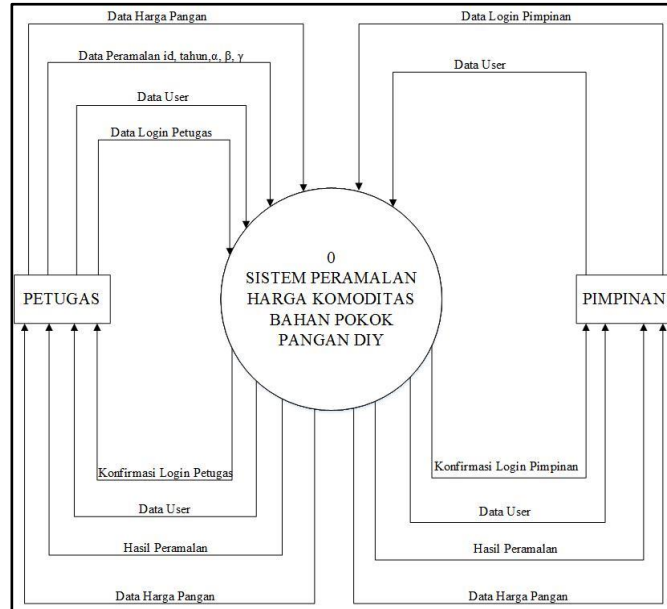 Data Harga Pangan
Data Login Pimpinan
Data Peramalan id, tahun,α, β, γ
Data User
Data User
Data Login Petugas
0
SISTEM PERAMALAN
HARGA KOMODITAS
BAHAN POKOK
PANGAN DIY
PETUGAS
PIMPINAN
Konfirmasi Login Petugas
Konfirmasi Login Pimpinan
Data User
Data User
Hasil Peramalan
Hasil Peramalan
Data Harga Pangan
Data Harga Pangan